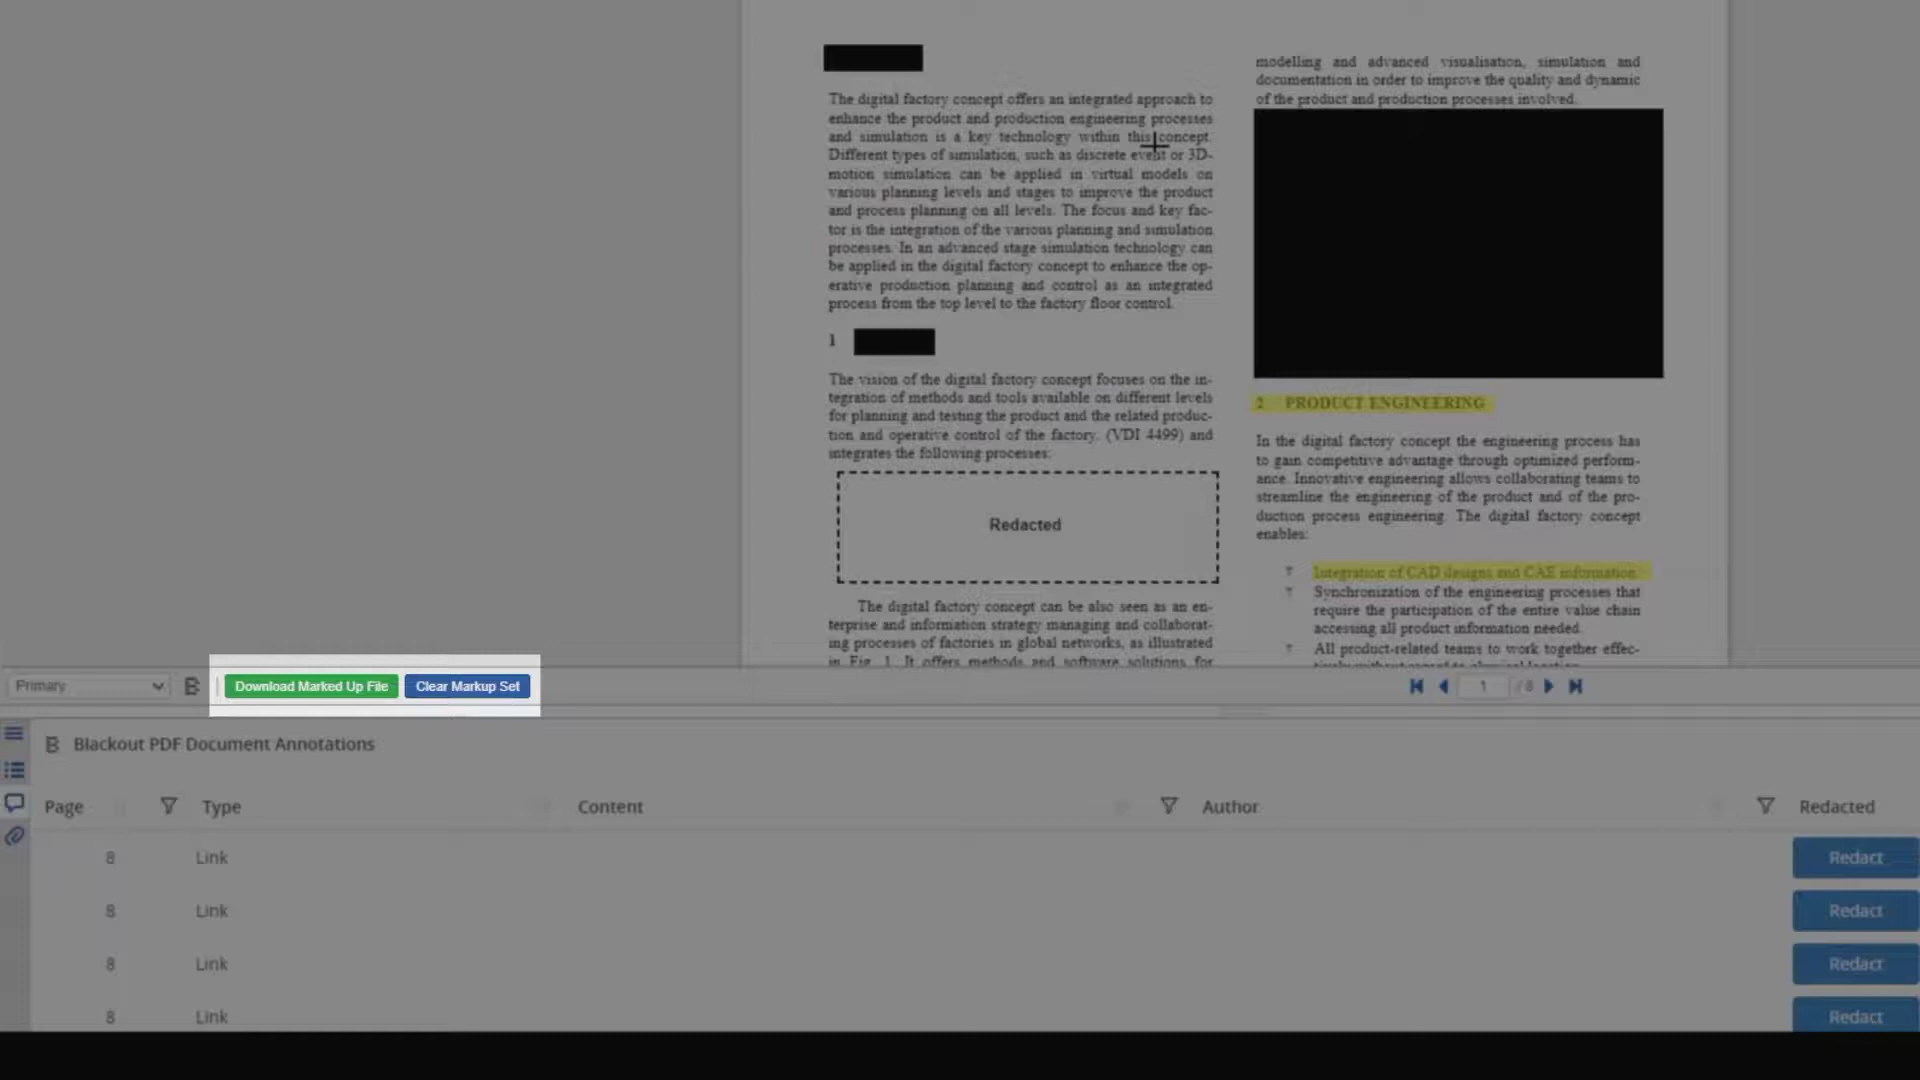 The digital factory concept offers an integrated approach to
enhance the product and production engineering processes
and simulation is a key technology within this concept.
Different types of simulation, such as discrete event or 3D-
motion simulation can be applied in virtual models on
various planning levels and stages to improve the product
and process planning on all levels. The focus and key fac-
tor is the integration of the various planning and simulation
processes. In an advanced stage simulation technology can
be applied in the digital factory concept to enhance the op-
erative production planning and control as an integrated
process from the top level to the factory floor control.
1
The vision of the digital factory concept focuses on the in-
tegration of methods and tools available on different levels
for planning and testing the product and the related produc-
tion and operative control of the factory. (VDI 4499) and
integrates the following processes:
Redacted
The digital factory concept can be also seen as an en-
terprise and information strategy managing and collaborat-
ing processes of factories in global networks, as illustrated
in Fig. 1. It offers methods and software solutions for
modelling and advanced visualisation, simulation and
documentation in order to improve the quality and dynamic
of the product and production processes involved.
2 PRODUCT ENGINEERING
In the digital factory concept the engineering process has
to gain competitive advantage through optimized perform-
ance. Innovative engineering allows collaborating teams to
streamline the engineering of the product and of the pro-
duction process engineering. The digital factory concept
enables:
Integration of CAD designs and CAE information.
Synchronization of the engineering processes that
require the participation of the entire value chain
accessing all product information needed.
All product-related teams to work together effec-
Primary
Download Marked Up File
Clear Markup Set
1 / 8
Blackout PDF Document Annotations
Page Type Content Author Redacted
8 Link Redact
8 Link Redact
8 Link Redact
8 Link Redact